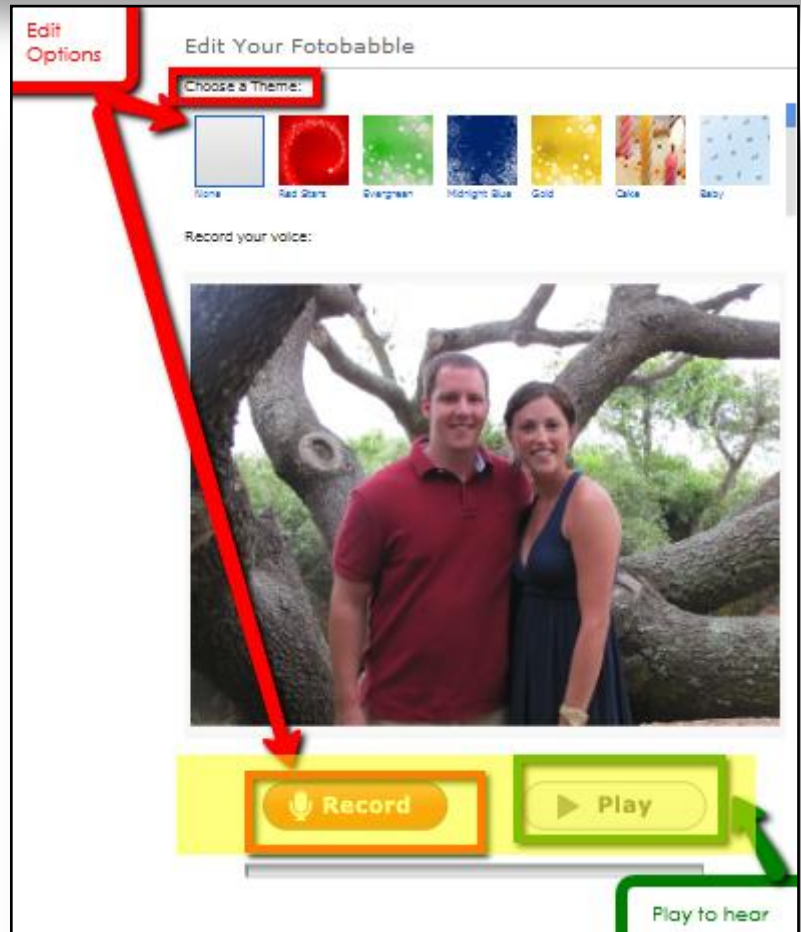 Edit
Options
Edit Your Fotobabble
Choose a Theme:
None Red Stars Evergreen Midnight Blue Gold Cake Baby
Record your voice:
Record Play
Play to hear